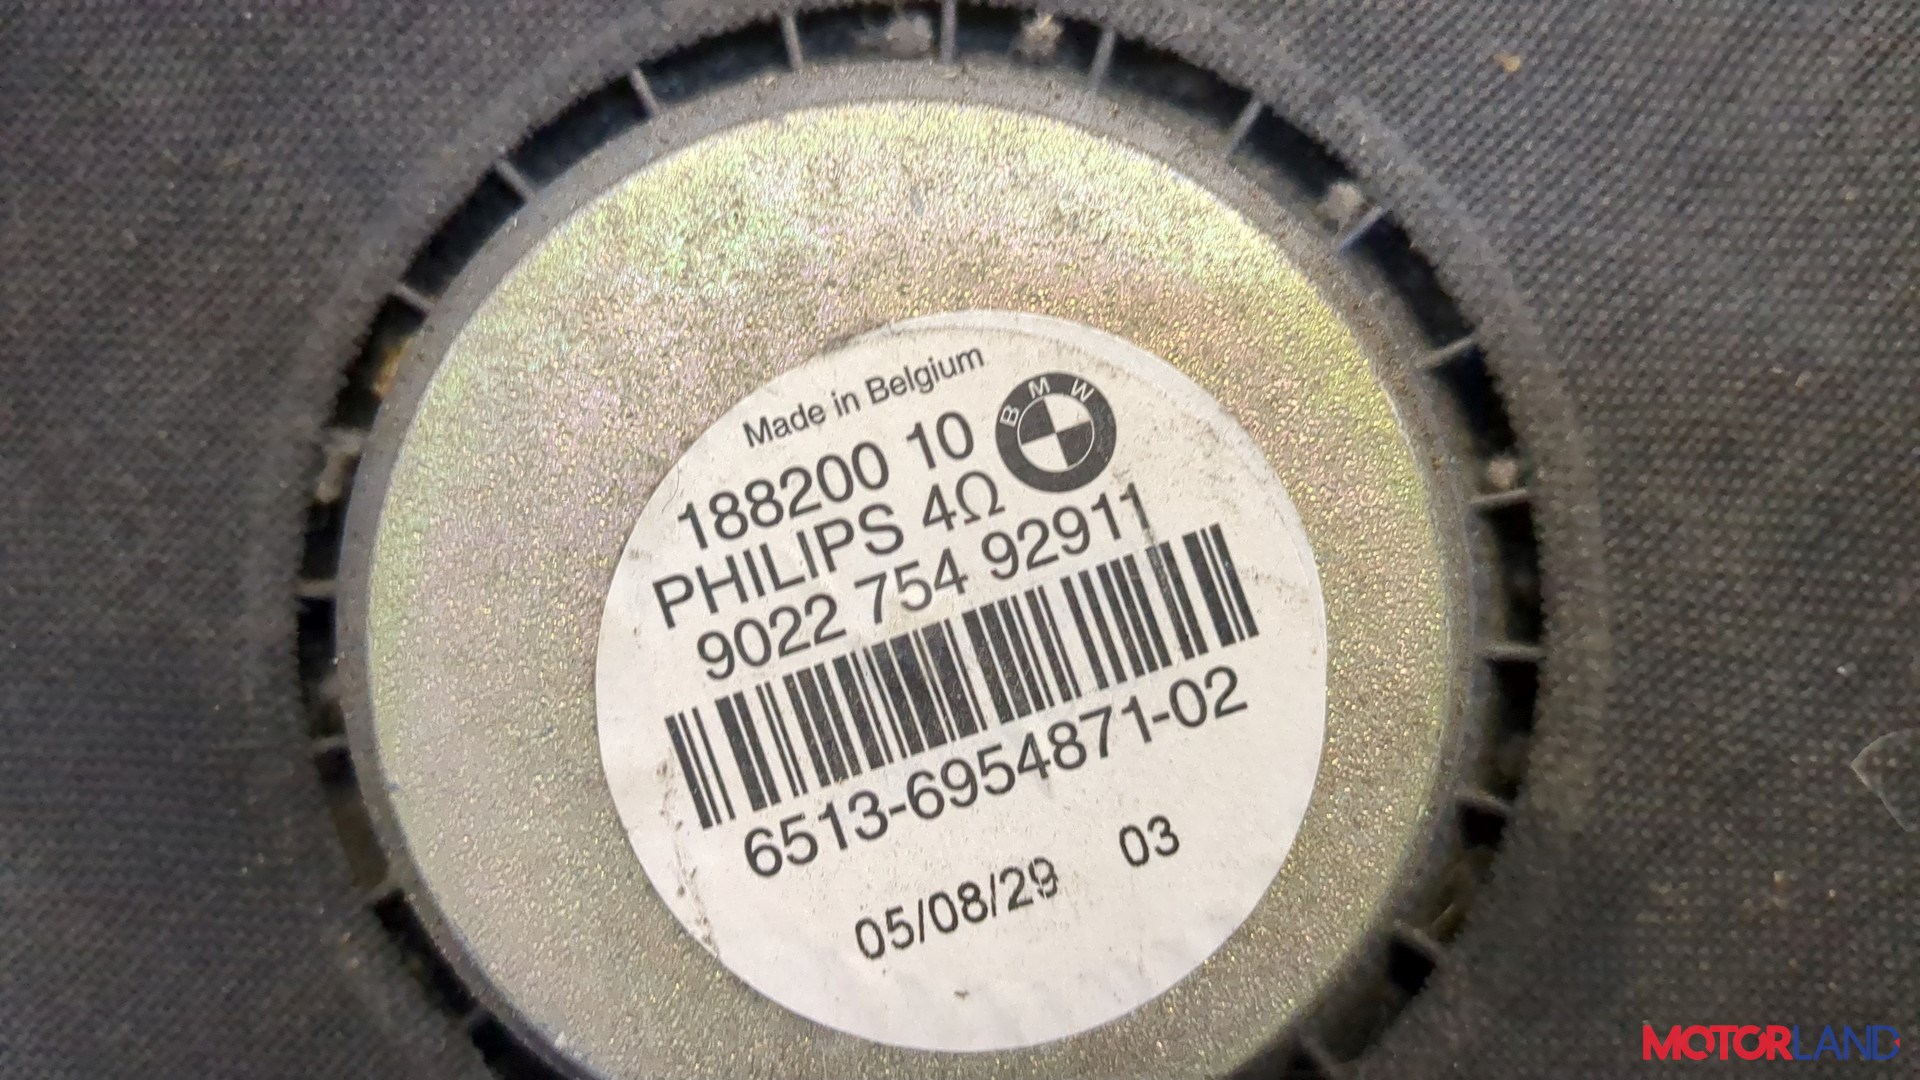 Made in Belgium
188200 10
BMW
PHILIPS 4Ω
9022 754 92911
6513-6954871-02
05/08/29 03
MOTORLAND